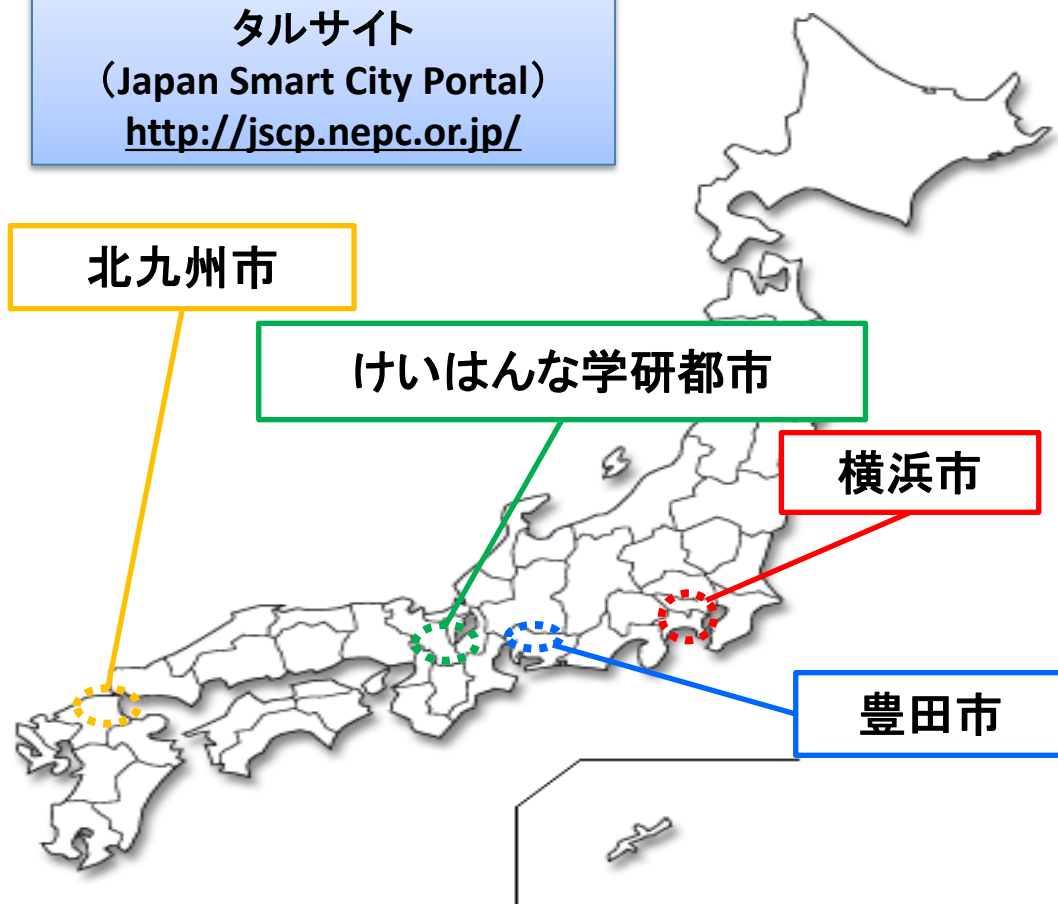 タルサイト
（Japan Smart City Portal）
http://jscp.nepc.or.jp/
北九州市
けいはんな学研都市
横浜市
豊田市